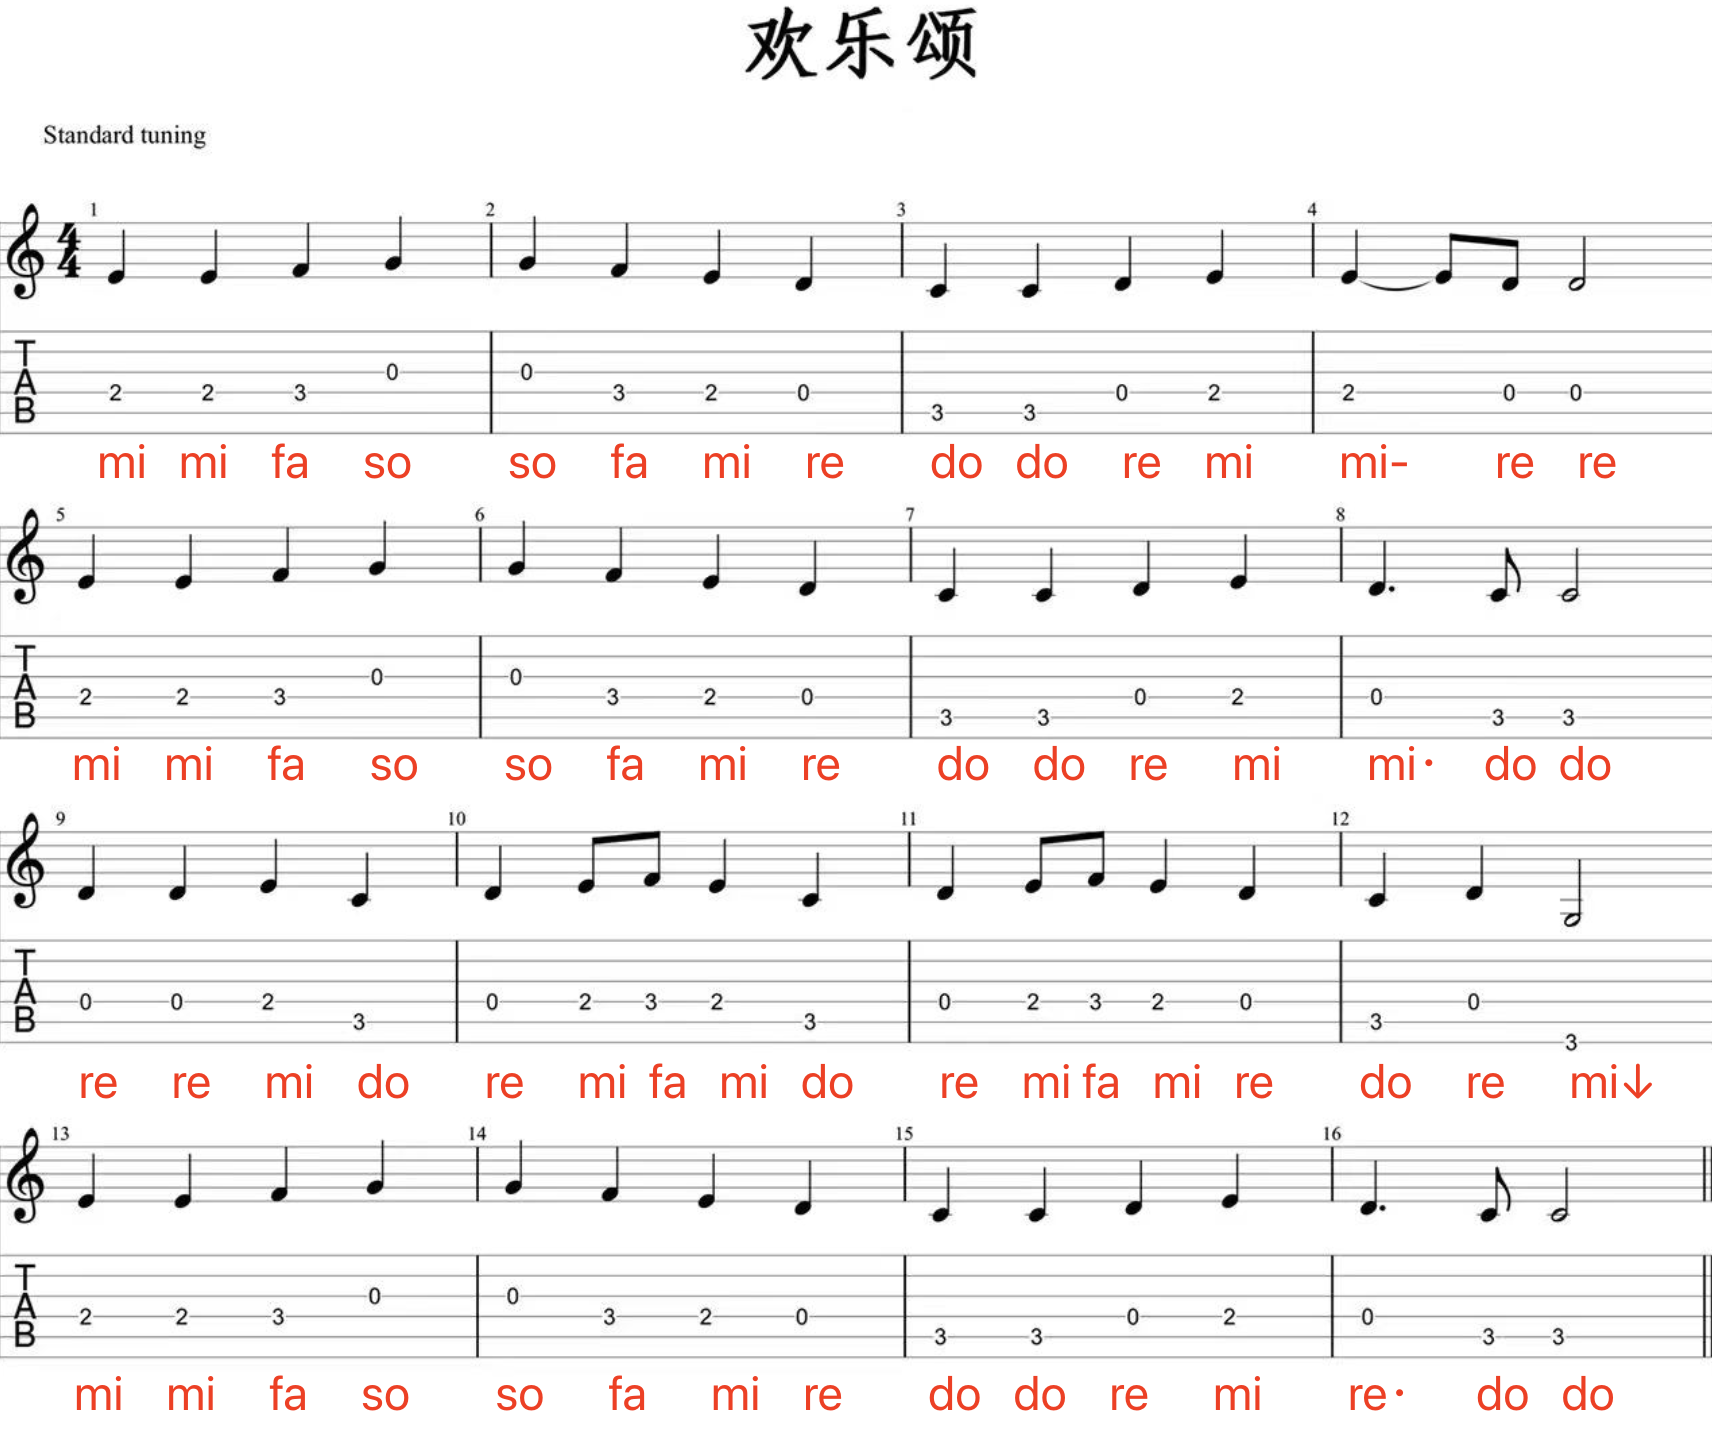 欢乐颂
Standard tuning
1 2 3 4
4
4
T 0 0
A 2 2 3 3 2 0 0 2 2 0 0
B 3 3
mi mi fa so so fa mi re do do re mi mi- re re
5 6 7 8
T 0 0
A 2 2 3 3 2 0 0 2 0
B 3 3 3 3
mi mi fa so so fa mi re do do re mi mi· do do
9 10 11 12
T
A 0 0 2 0 2 3 2 0 2 3 2 0 0
B 3 3 3
3
re re mi do re mi fa mi do re mi fa mi re do re mi↓
13 14 15 16
T 0 0
A 2 2 3 3 2 0 0 2 0
B 3 3 3 3
mi mi fa so so fa mi re do do re mi re· do do